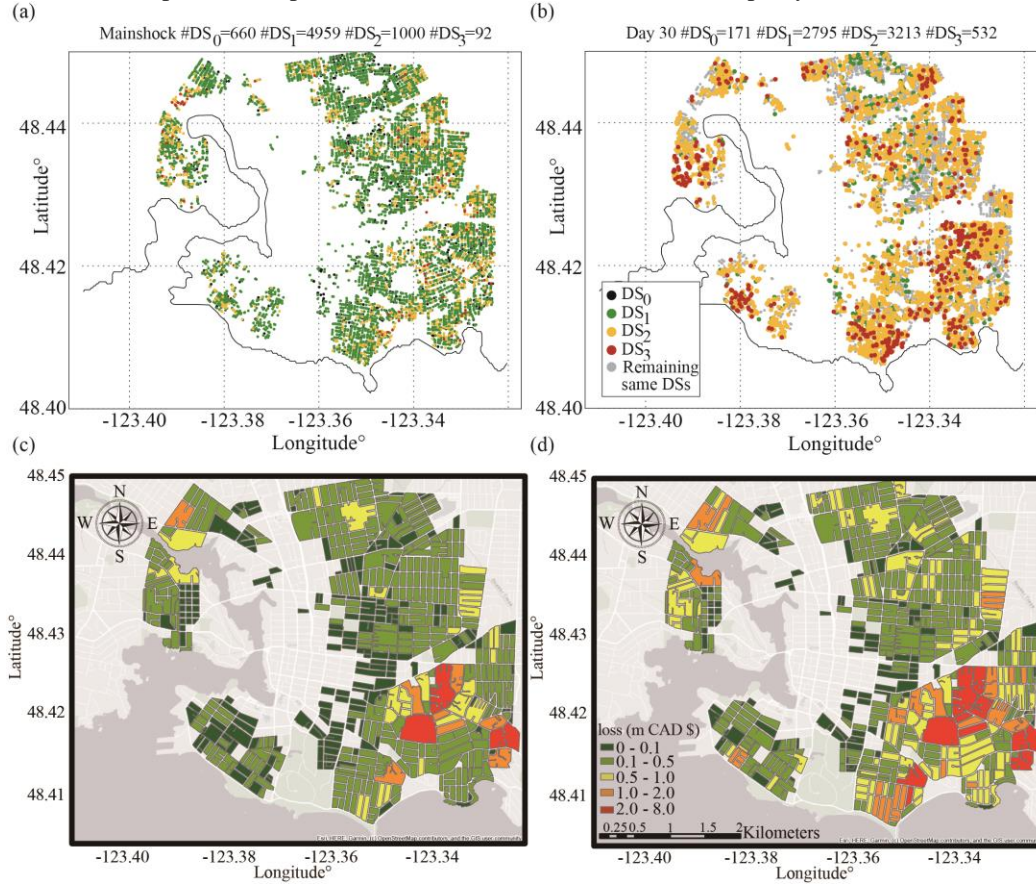 (a)
(b)
Mainshock #DS0=660 #DS1=4959 #DS2=1000 #DS3=92
Day 30 #DS0=171 #DS1=2795 #DS2=3213 #DS3=532
Latitude°
48.44
48.42
48.40
-123.40
-123.38
-123.36
-123.34
Longitude°
Latitude°
48.44
48.42
48.40
DS0
DS1
DS2
DS3
Remaining
same DSs
-123.40
-123.38
-123.36
-123.34
Longitude°
(c)
(d)
48.45
48.44
48.43
48.42
48.41
Latitude°
N
W E
S
-123.40
-123.38
-123.36
-123.34
Longitude°
48.45
48.44
48.43
48.42
48.41
Latitude°
N
W E
S
loss (m CAD $)
0 - 0.1
0.1 - 0.5
0.5 - 1.0
1.0 - 2.0
2.0 - 8.0
0.25 0.5 1 1.5 2
Kilometers
-123.40
-123.38
-123.36
-123.34
Longitude°